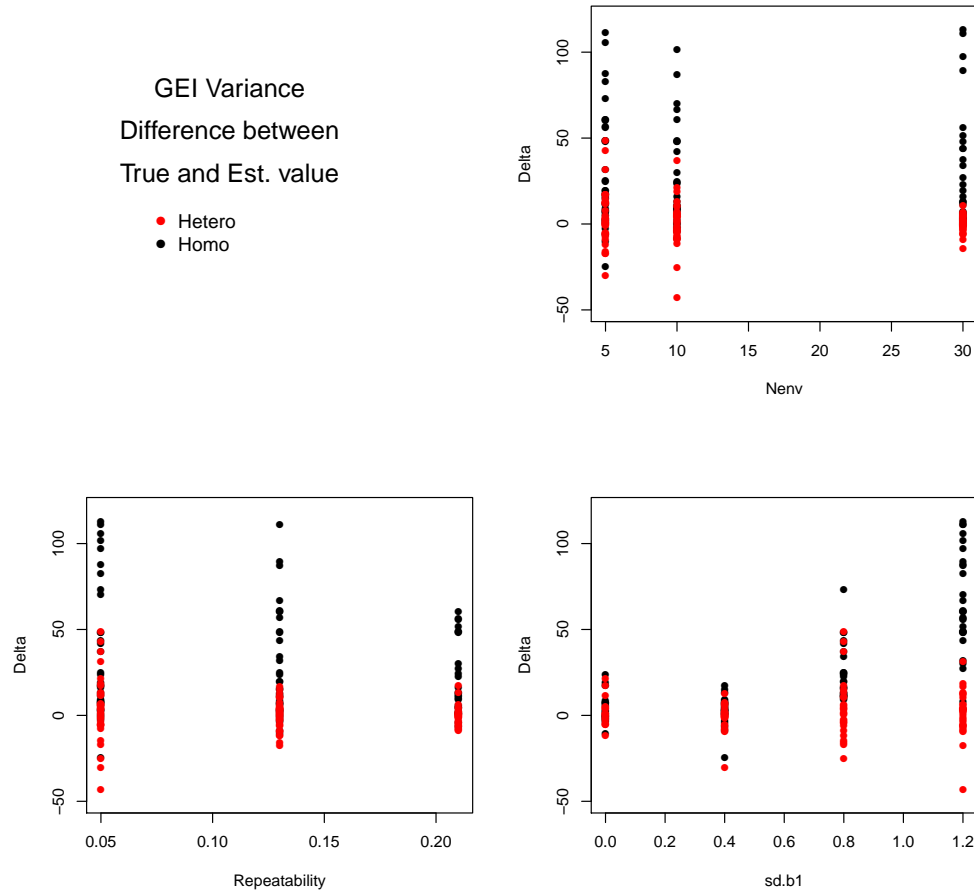 GEI Variance
Difference between
True and Est. value
Hetero
Homo
Delta
100
50
0
−50
5
10
15
20
25
30
Nenv
Delta
100
50
0
−50
0.05
0.10
0.15
0.20
Repeatability
Delta
100
50
0
−50
0.0
0.2
0.4
0.6
0.8
1.0
1.2
sd.b1